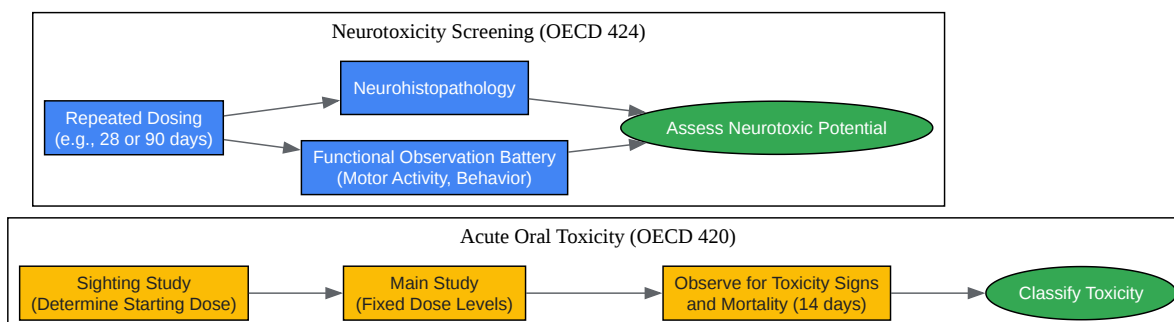 Neurotoxicity Screening (OECD 424)
Neurohistopathology
Repeated Dosing
(e.g., 28 or 90 days)
Assess Neurotoxic Potential
Functional Observation Battery
(Motor Activity, Behavior)
Acute Oral Toxicity (OECD 420)
Sighting Study
(Determine Starting Dose)
Main Study
(Fixed Dose Levels)
Observe for Toxicity Signs
and Mortality (14 days)
Classify Toxicity